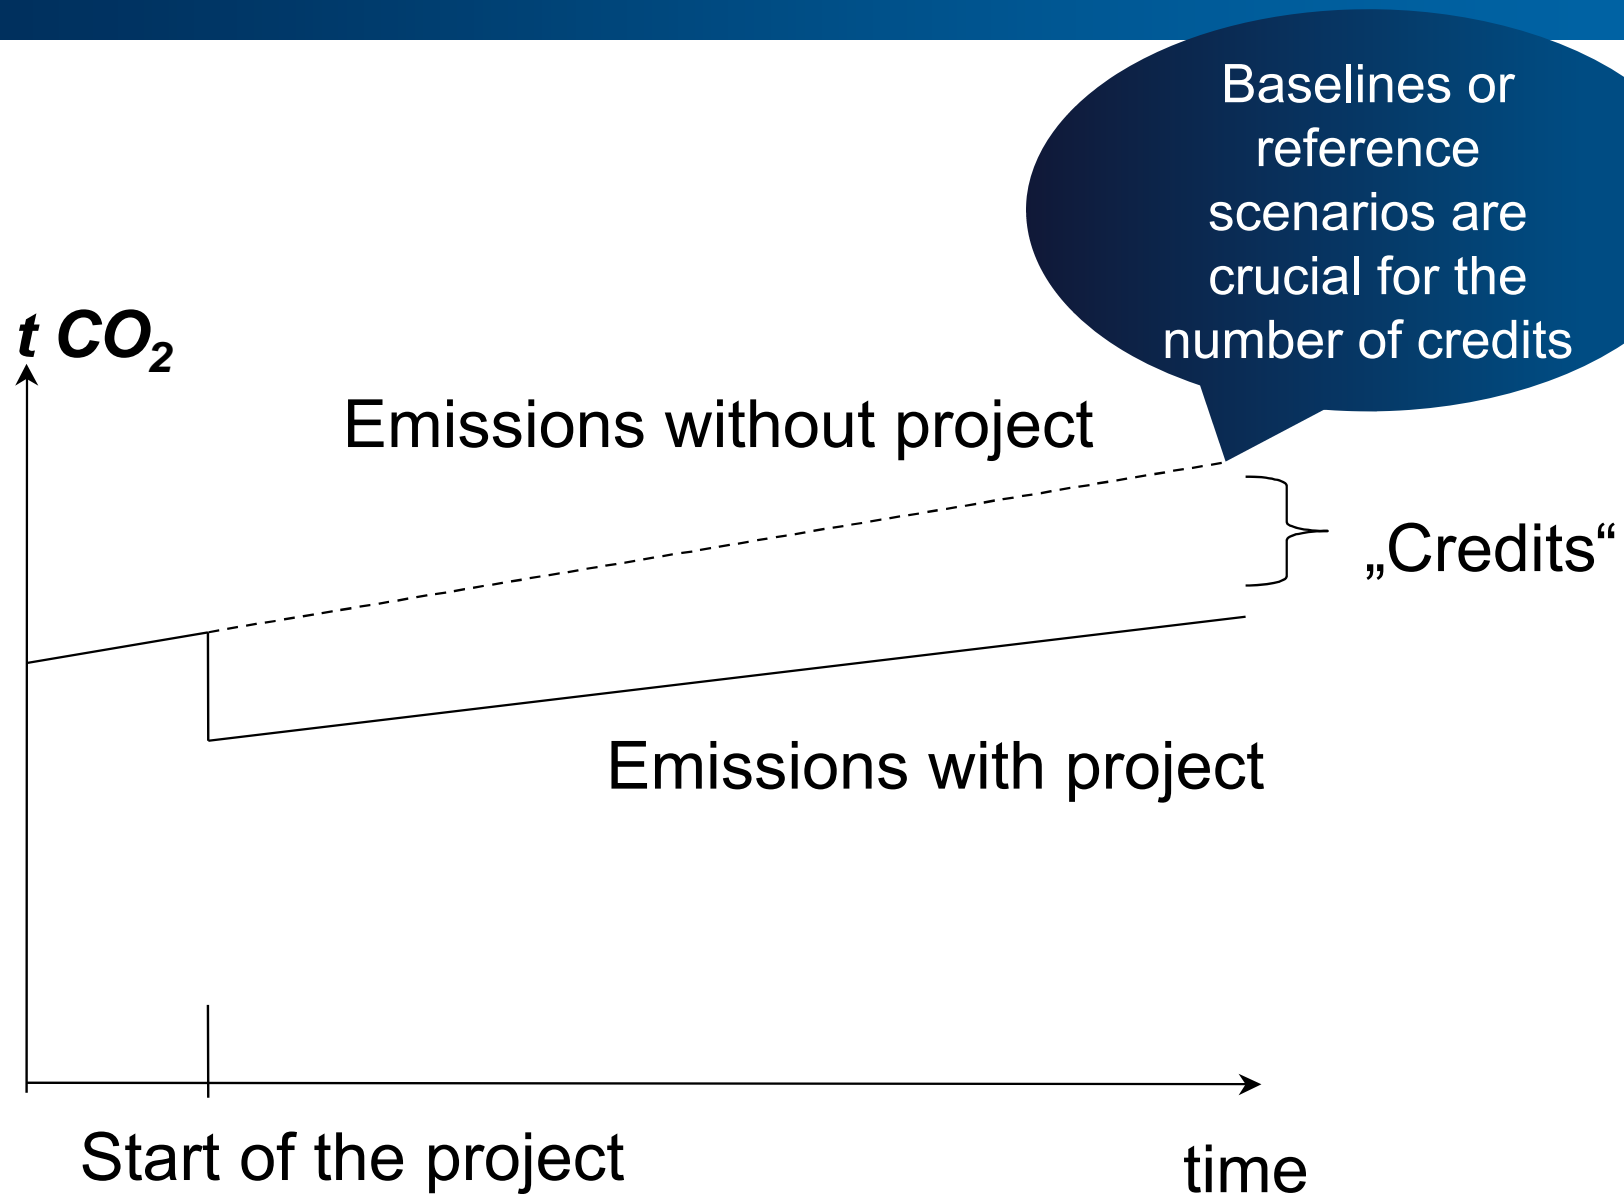 Baselines or
reference
scenarios are
crucial for the
number of credits
t CO₂
Emissions without project
„Credits“
Emissions with project
Start of the project
time